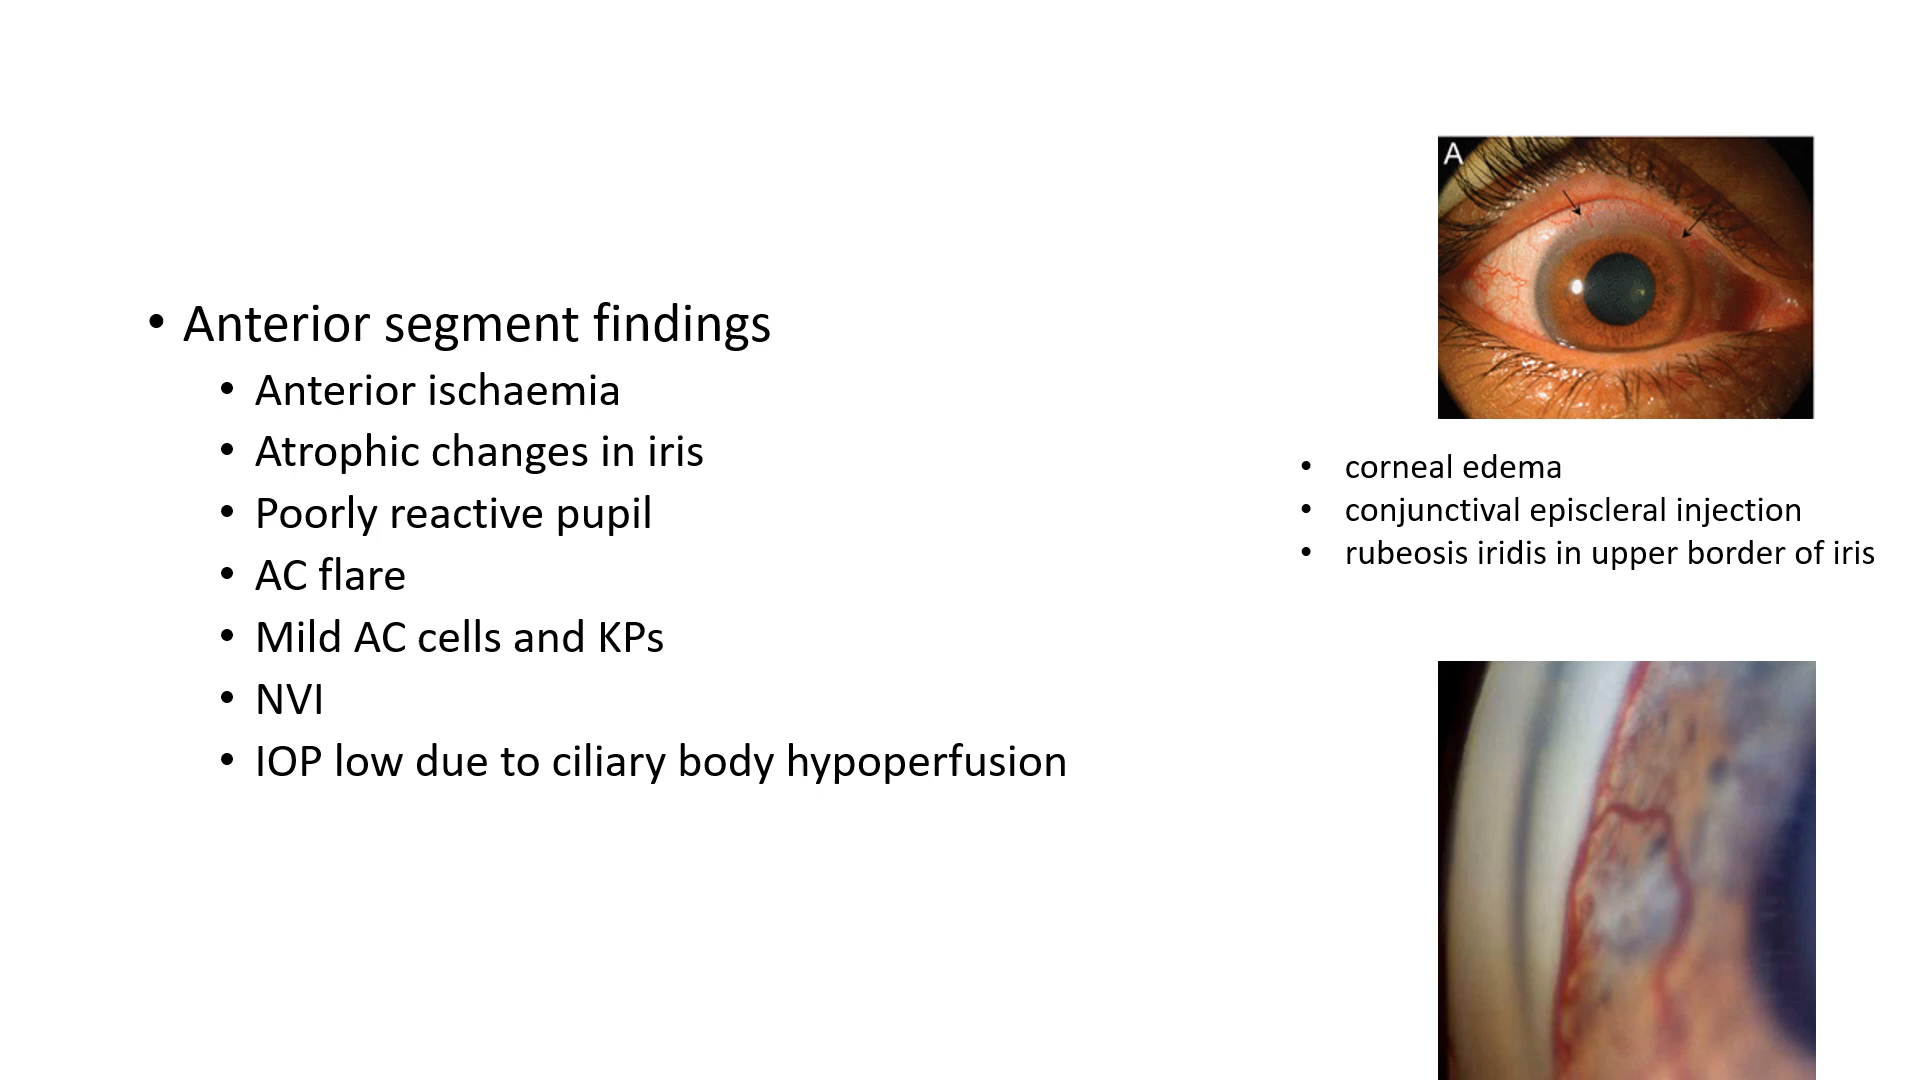 • Anterior segment findings
• Anterior ischaemia
• Atrophic changes in iris
• Poorly reactive pupil
• AC flare
• Mild AC cells and KPs
• NVI
• IOP low due to ciliary body hypoperfusion
A
• corneal edema
• conjunctival episcleral injection
• rubeosis iridis in upper border of iris